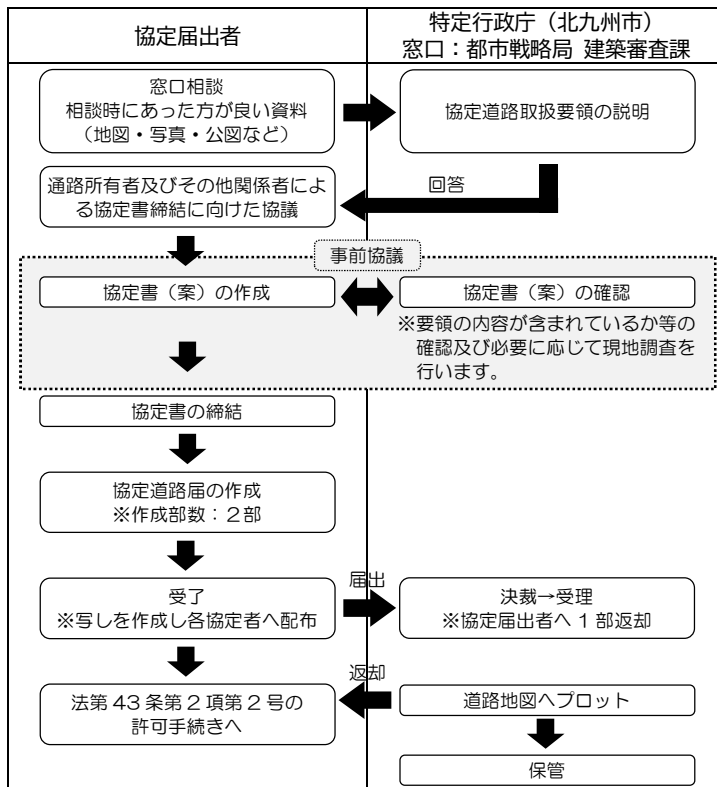 協定届出者
特定行政庁（北九州市）
窓口：都市戦略局 建築審査課
窓口相談
相談時にあった方が良い資料
（地図・写真・公図など）
協定道路取扱要領の説明
回答
通路所有者及びその他関係者によ
る協定書締結に向けた協議
事前協議
協定書（案）の作成
協定書（案）の確認
※要領の内容が含まれているか等の
確認及び必要に応じて現地調査を
行います。
協定書の締結
協定道路届の作成
※作成部数：２部
届出
受了
※写しを作成し各協定者へ配布
決裁→受理
※協定届出者へ 1 部返却
返却
法第 43 条第 2 項第 2 号の
許可手続きへ
道路地図へプロット
保管